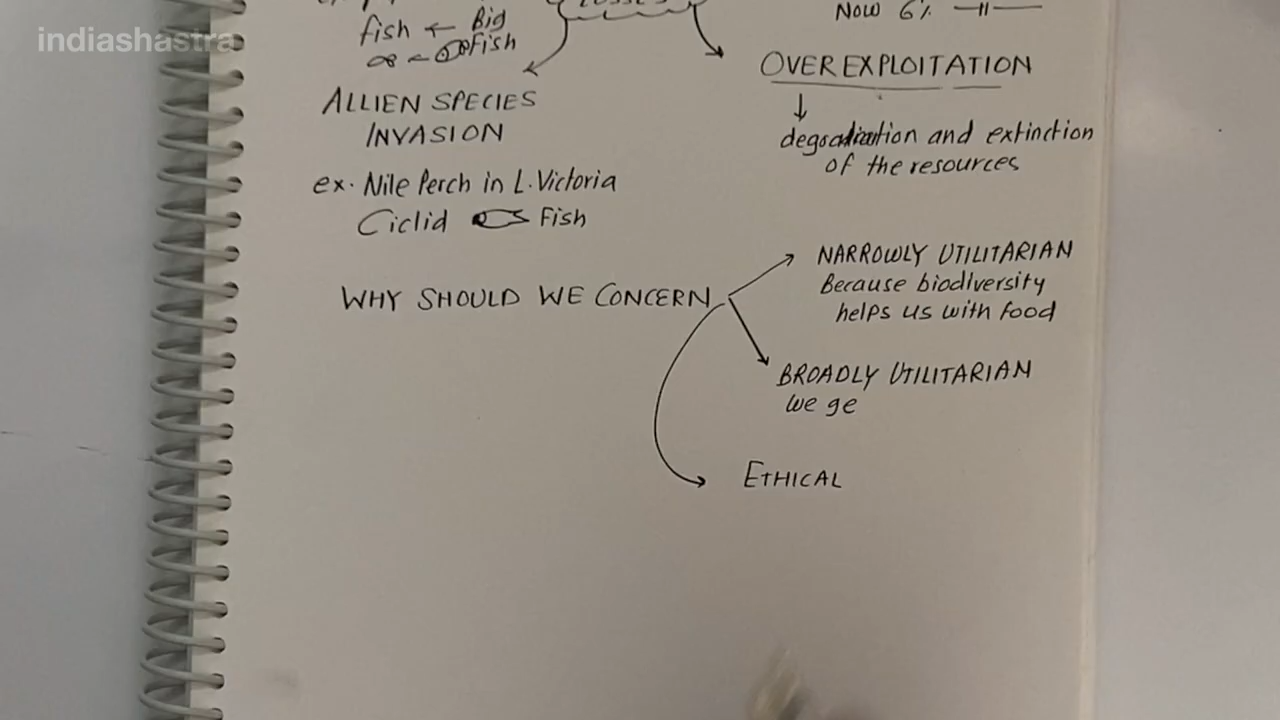 indiashastra
fish ← Big
Fish
Now 6%
ALLIEN SPECIES
INVASION
ex. Nile Perch in L. Victoria
Ciclid Fish
OVEREXPLOITATION
and extinction
of the resources
WHY SHOULD WE CONCERN
NARROWLY UTILITARIAN
Because biodiversity
helps us with food
BROADLY UTILITARIAN
We ge
ETHICAL